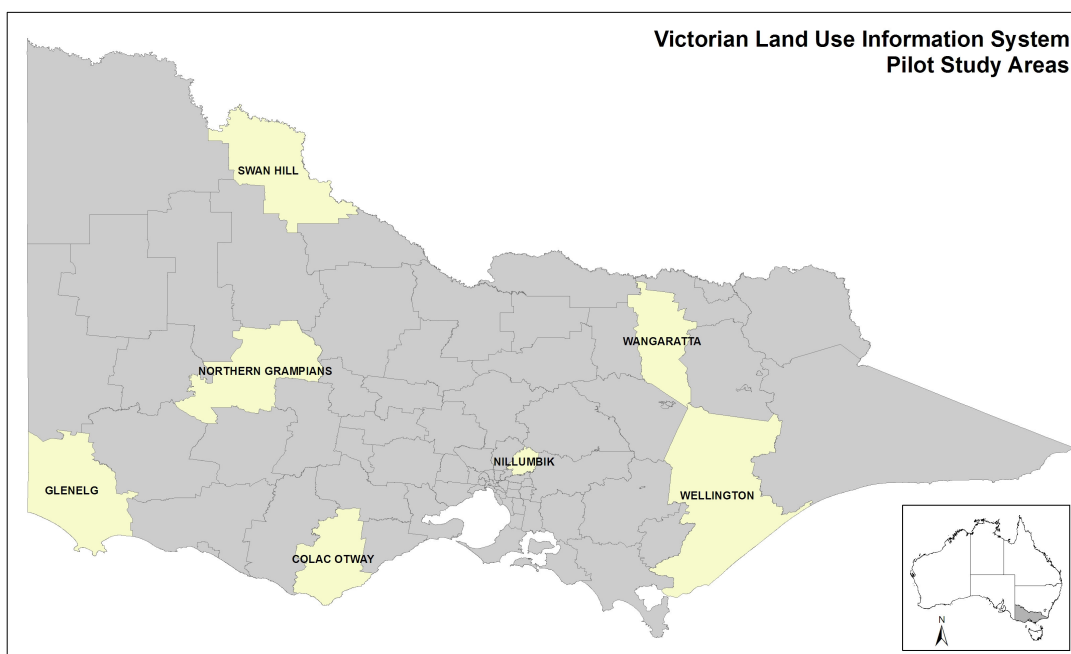 Victorian Land Use Information System
Pilot Study Areas
SWAN HILL
WANGARATTA
NORTHERN GRAMPIANS
NILLUMBIK
GLENELG
WELLINGTON
COLAC OTWAY
N